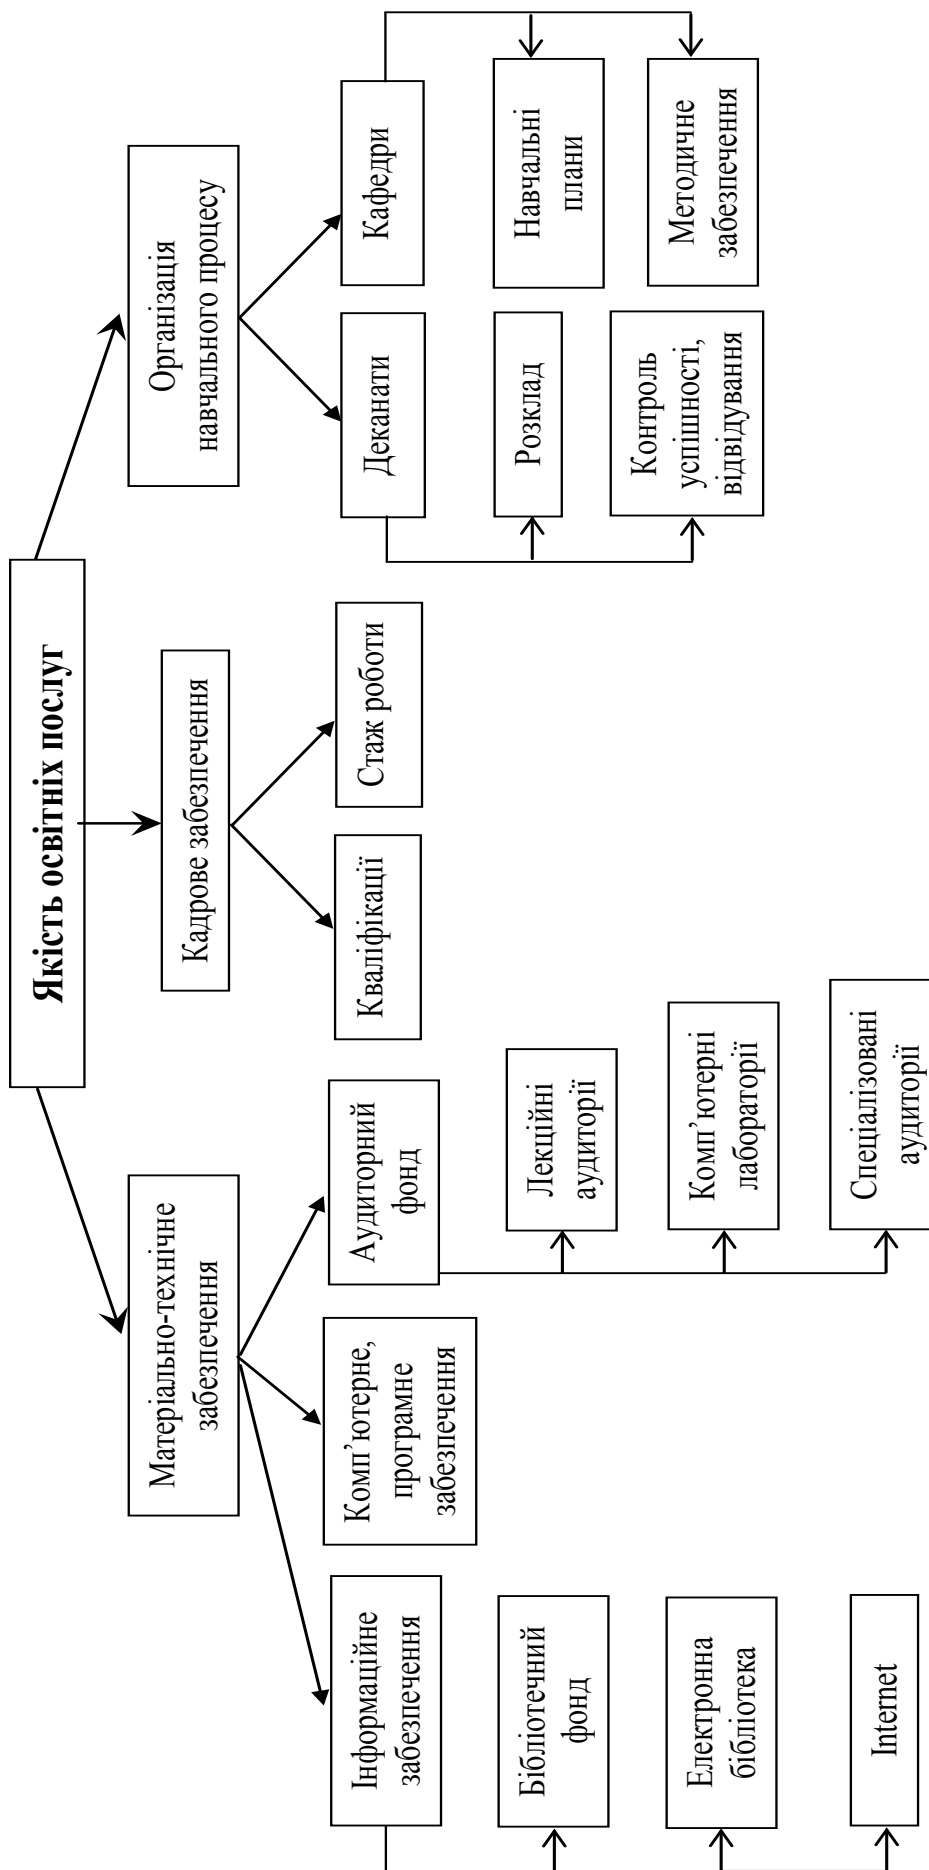 Якість освітніх послуг
Матеріально-технічне
забезпечення
Кадрове забезпечення
Організація
навчального процесу
Інформаційне
забезпечення
Комп’ютерне,
програмне
забезпечення
Аудиторний
фонд
Кваліфікації
Стаж роботи
Деканати
Кафедри
Бібліотечний
фонд
Лекційні
аудиторії
Розклад
Навчальні
плани
Електронна
бібліотека
Комп’ютерні
лабораторії
Контроль
успішності,
відвідування
Методичне
забезпечення
Internet
Спеціалізовані
аудиторії